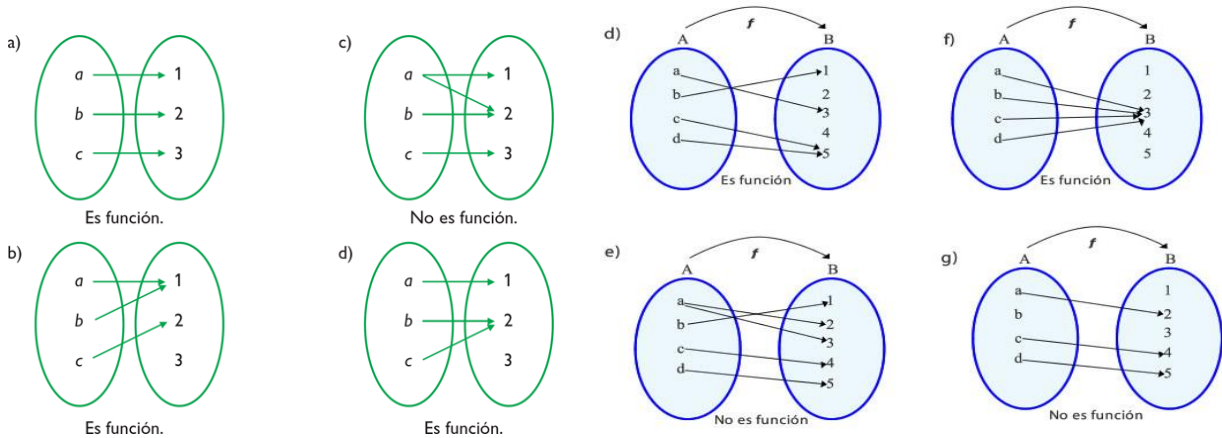 a)
a 1
b 2
c 3
Es función.
b)
a 1
b 2
c 3
Es función.
c)
a 1
b 2
c 3
No es función.
d)
a 1
b 2
c 3
Es función.
d)
f
A B
a 1
b 2
c 3
d 4
5
Es función
e)
f
A B
a 1
b 2
c 3
d 4
5
No es función
f)
f
A B
a 1
b 2
c 3
d 4
5
Es función
g)
f
A B
a 1
b 2
c 3
d 4
5
No es función